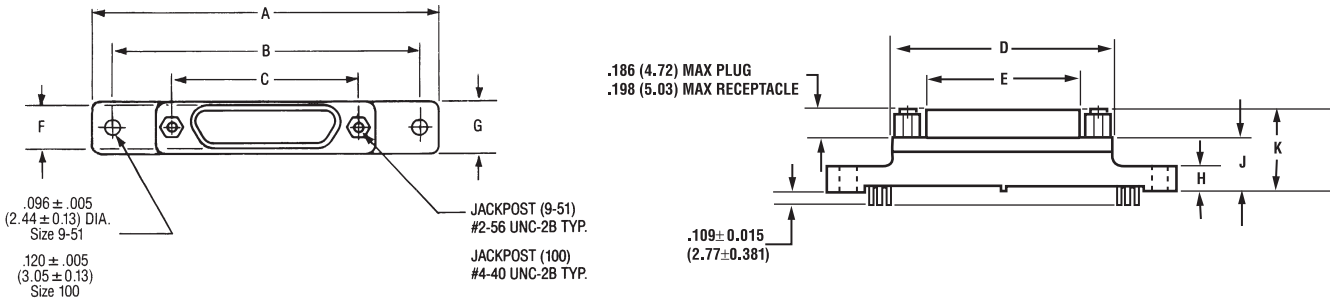 A
B
C
F
G
.096 ± .005
(2.44 ± 0.13) DIA.
Size 9-51
.120 ± .005
(3.05 ± 0.13)
Size 100
JACKPOST (9-51)
#2-56 UNC-2B TYP.
JACKPOST (100)
#4-40 UNC-2B TYP.
.186 (4.72) MAX PLUG
.198 (5.03) MAX RECEPTACLE
D
E
K
J
H
.109± 0.015
(2.77±0.381)